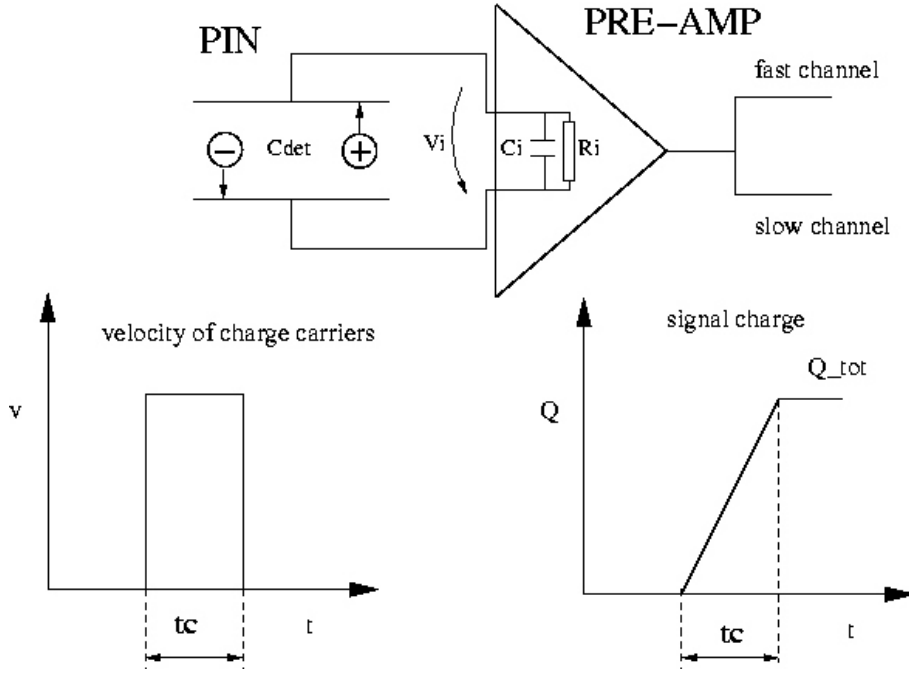 PIN
PRE-AMP
fast channel
−
Cdet
+
Vi
Ci
Ri
slow channel
velocity of charge carriers
signal charge
Q_tot
v
Q
tc
t
tc
t